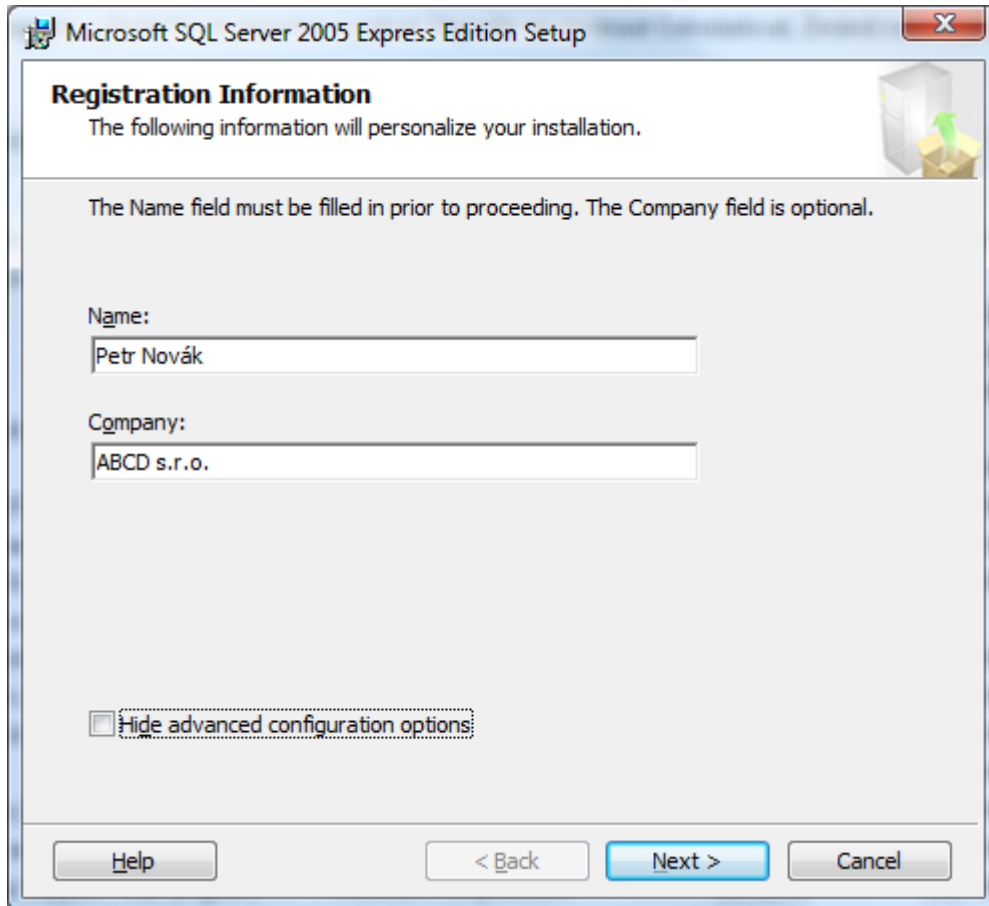 Microsoft SQL Server 2005 Express Edition Setup
Registration Information
The following information will personalize your installation.
The Name field must be filled in prior to proceeding. The Company field is optional.
Name:
Petr Novák
Company:
ABCD s.r.o.
Hide advanced configuration options
Help
< Back
Next >
Cancel